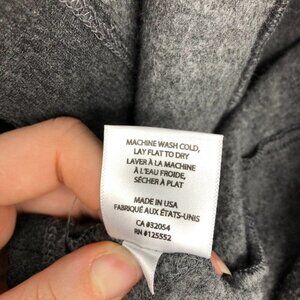 MACHINE WASH COLD,
LAY FLAT TO DRY
LAVER À LA MACHINE
À L'EAU FROIDE,
SÉCHER À PLAT
MADE IN USA
FABRIQUÉ AUX ÉTATS-UNIS
CA #32054
RN #125552